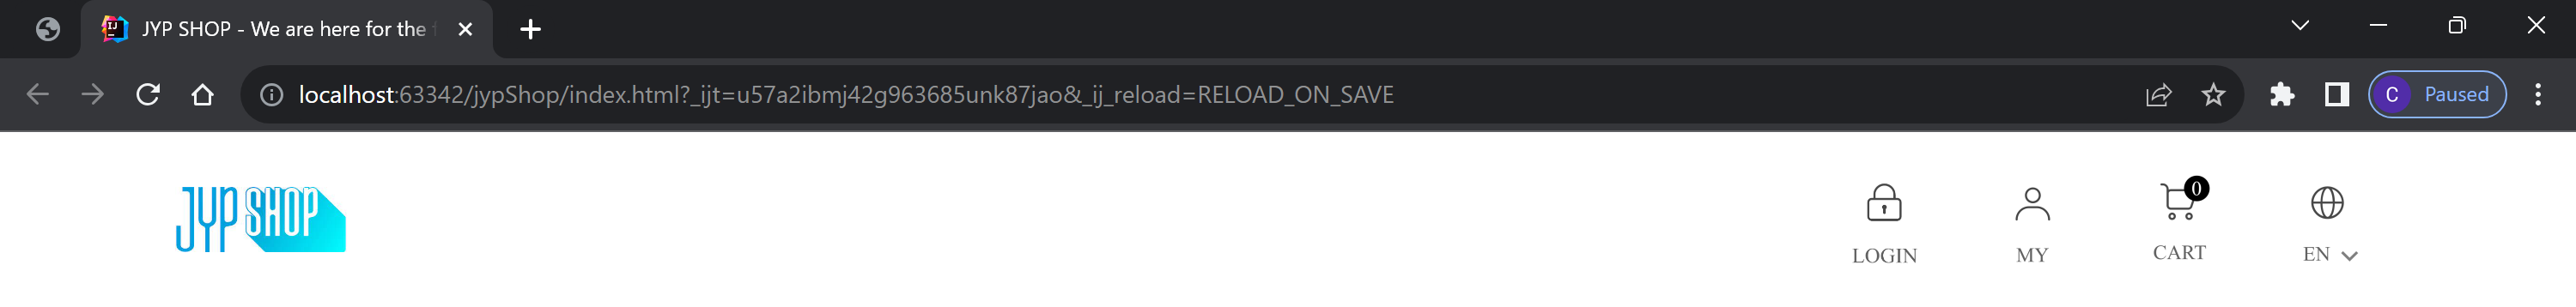 JYP SHOP - We are here for the
localhost:63342/jypShop/index.html?_ijt=u57a2ibmj42g963685unk87jao&_ij_reload=RELOAD_ON_SAVE
C Paused
JYP SHOP
0
LOGIN MY CART EN